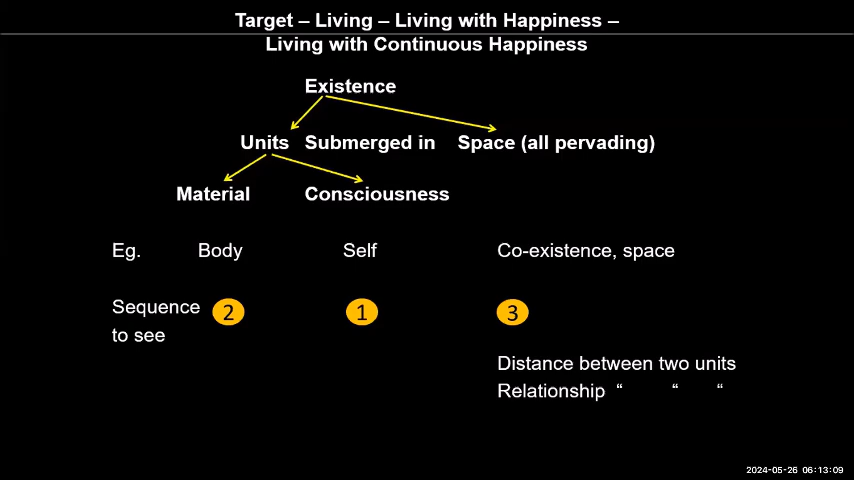 Target – Living – Living with Happiness –
Living with Continuous Happiness
Existence
Units Submerged in Space (all pervading)
Material Consciousness
Eg. Body Self Co-existence, space
Sequence
to see
2 1 3
Distance between two units
Relationship “ “ “
2024-05-26 06:13:09